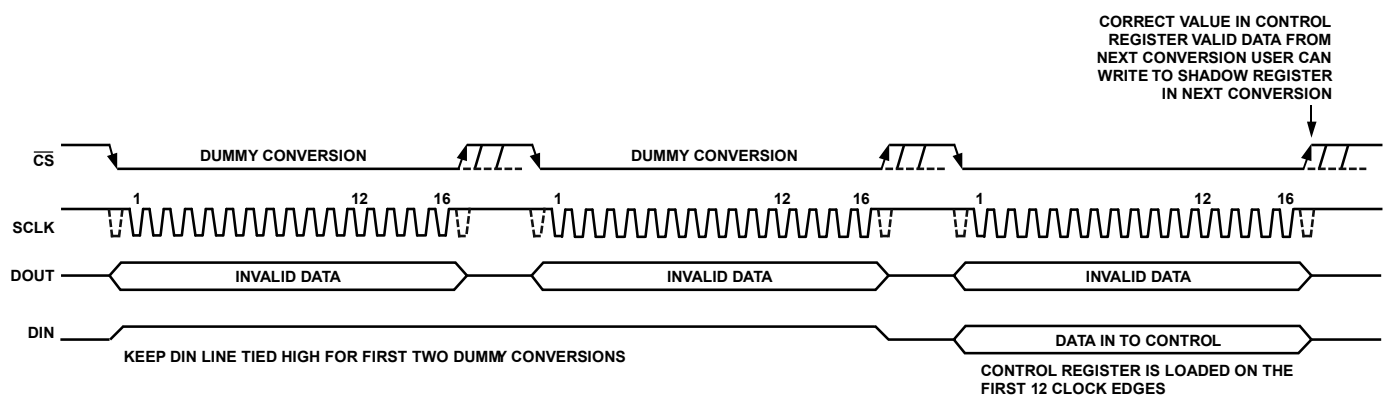 CORRECT VALUE IN CONTROL
REGISTER VALID DATA FROM
NEXT CONVERSION USER CAN
WRITE TO SHADOW REGISTER
IN NEXT CONVERSION
CS
DUMMY CONVERSION
DUMMY CONVERSION
1 12 16 1 12 16 1 12 16
SCLK
DOUT
INVALID DATA
INVALID DATA
INVALID DATA
DIN
DATA IN TO CONTROL
KEEP DIN LINE TIED HIGH FOR FIRST TWO DUMMY CONVERSIONS
CONTROL REGISTER IS LOADED ON THE
FIRST 12 CLOCK EDGES